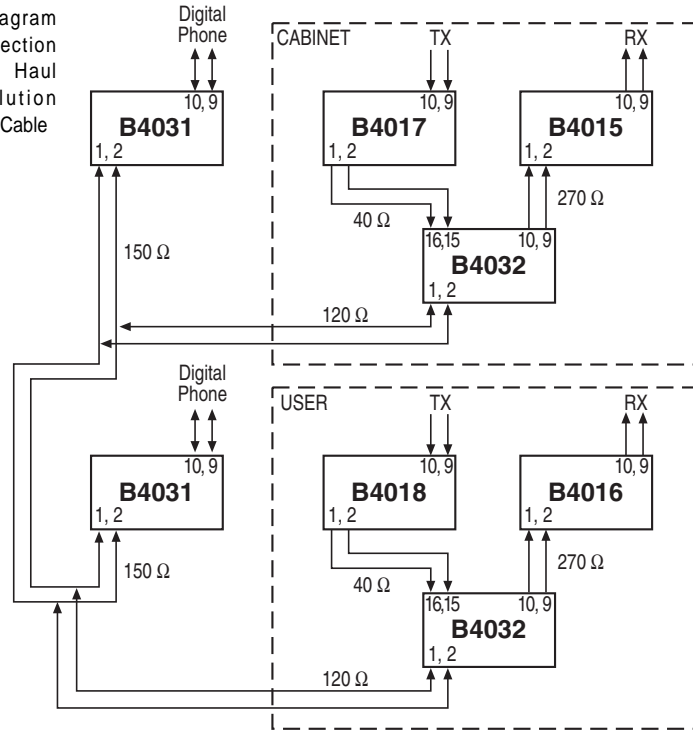 agram
ection
Haul
lution
Cable
Digital
Phone
10, 9
B4031
1, 2
150 Ω
CABINET
TX
RX
10, 9
B4017
1, 2
10, 9
B4015
1, 2
40 Ω
270 Ω
16,15
10, 9
B4032
1, 2
120 Ω
Digital
Phone
10, 9
B4031
1, 2
150 Ω
USER
TX
RX
10, 9
B4018
1, 2
10, 9
B4016
1, 2
40 Ω
270 Ω
16,15
10, 9
B4032
1, 2
120 Ω